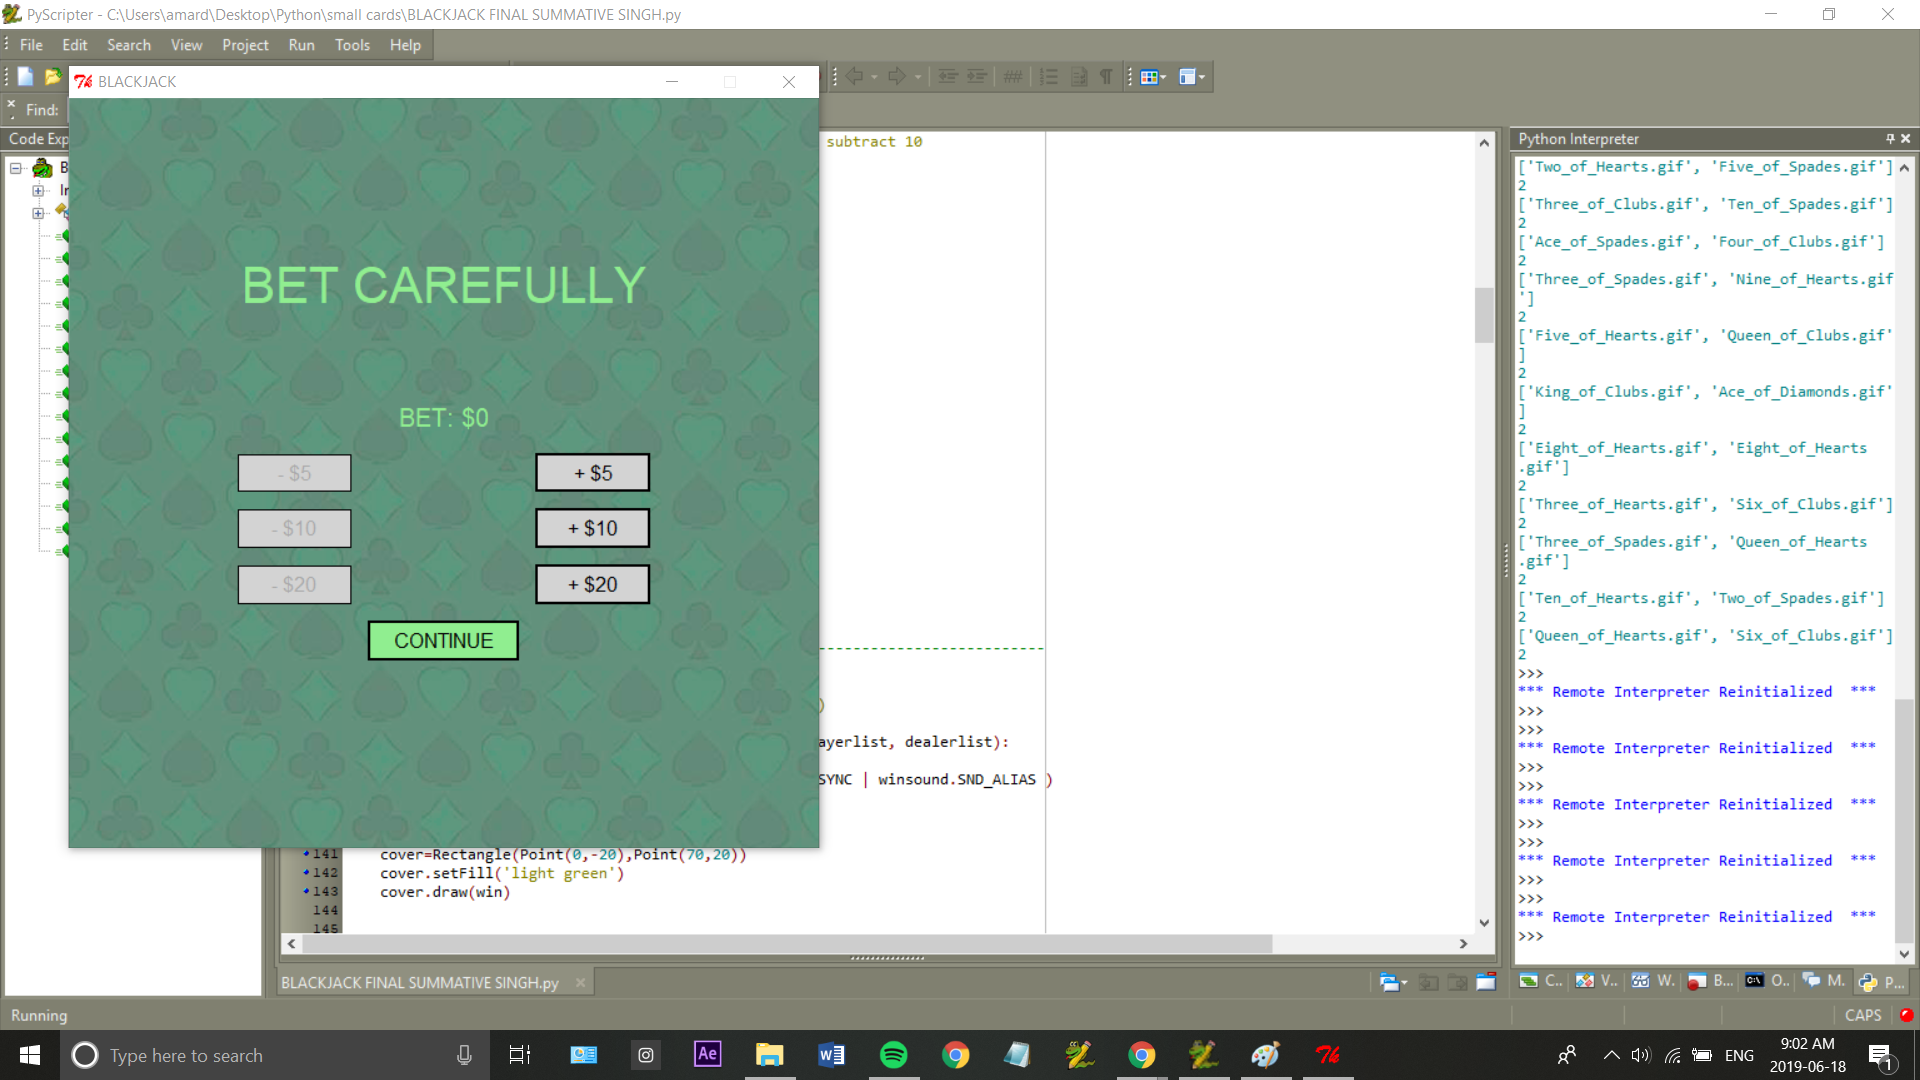 PyScripter - C:\Users\amard\Desktop\Python\small cards\BLACKJACK FINAL SUMMATIVE SINGH.py
File Edit Search View Project Run Tools Help
BLACKJACK
Find:
Code Exp
BET CAREFULLY
BET: $0
- $5
+ $5
- $10
+ $10
- $20
+ $20
CONTINUE
subtract 10
ayerlist, dealerlist):
SYNC | winsound.SND_ALIAS )
141 cover=Rectangle(Point(0,-20),Point(70,20))
142 cover.setFill('light green')
143 cover.draw(win)
144
145
BLACKJACK FINAL SUMMATIVE SINGH.py
Python Interpreter
['Two_of_Hearts.gif', 'Five_of_Spades.gif']
2
['Three_of_Clubs.gif', 'Ten_of_Spades.gif']
2
['Ace_of_Spades.gif', 'Four_of_Clubs.gif']
2
['Three_of_Spades.gif', 'Nine_of_Hearts.gif
']
2
['Five_of_Hearts.gif', 'Queen_of_Clubs.gif'
]
2
['King_of_Clubs.gif', 'Ace_of_Diamonds.gif'
]
2
['Eight_of_Hearts.gif', 'Eight_of_Hearts
.gif']
2
['Three_of_Hearts.gif', 'Six_of_Clubs.gif']
2
['Three_of_Spades.gif', 'Queen_of_Hearts
.gif']
2
['Ten_of_Hearts.gif', 'Two_of_Spades.gif']
2
['Queen_of_Hearts.gif', 'Six_of_Clubs.gif']
2
>>>
*** Remote Interpreter Reinitialized ***
>>>
>>>
*** Remote Interpreter Reinitialized ***
>>>
>>>
*** Remote Interpreter Reinitialized ***
>>>
>>>
*** Remote Interpreter Reinitialized ***
>>>
>>>
*** Remote Interpreter Reinitialized ***
>>>
C.. V.. W. B... O.. M. P...
Running
CAPS
Type here to search
Ae
ENG
9:02 AM
2019-06-18
1